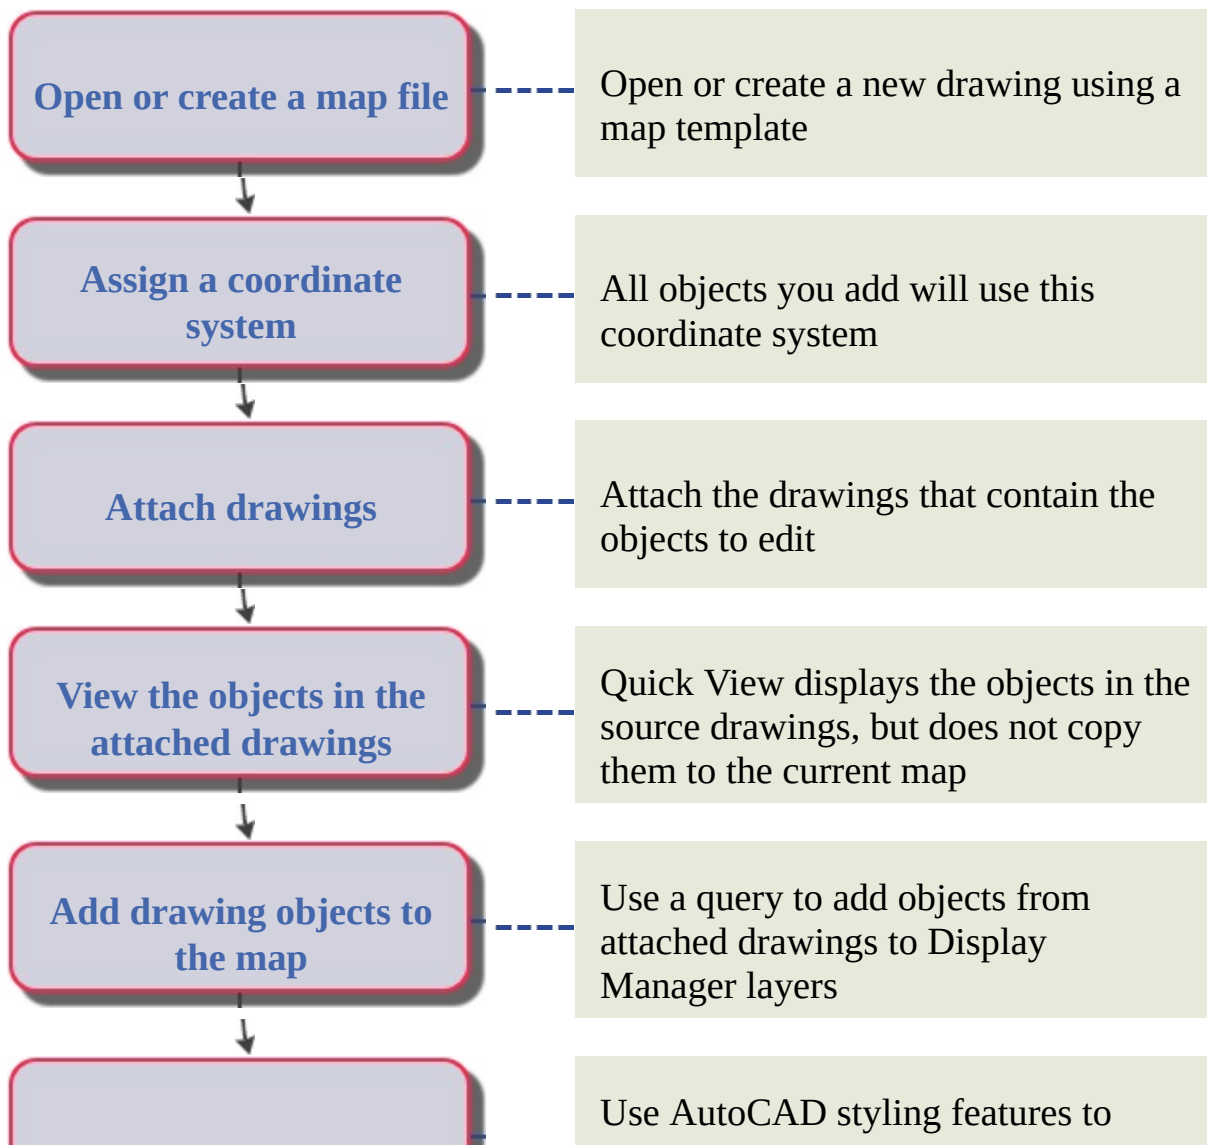 Open or create a map file
Open or create a new drawing using a
map template
Assign a coordinate
system
All objects you add will use this
coordinate system
Attach drawings
Attach the drawings that contain the
objects to edit
View the objects in the
attached drawings
Quick View displays the objects in the
source drawings, but does not copy
them to the current map
Add drawing objects to
the map
Use a query to add objects from
attached drawings to Display
Manager layers
Use AutoCAD styling features to